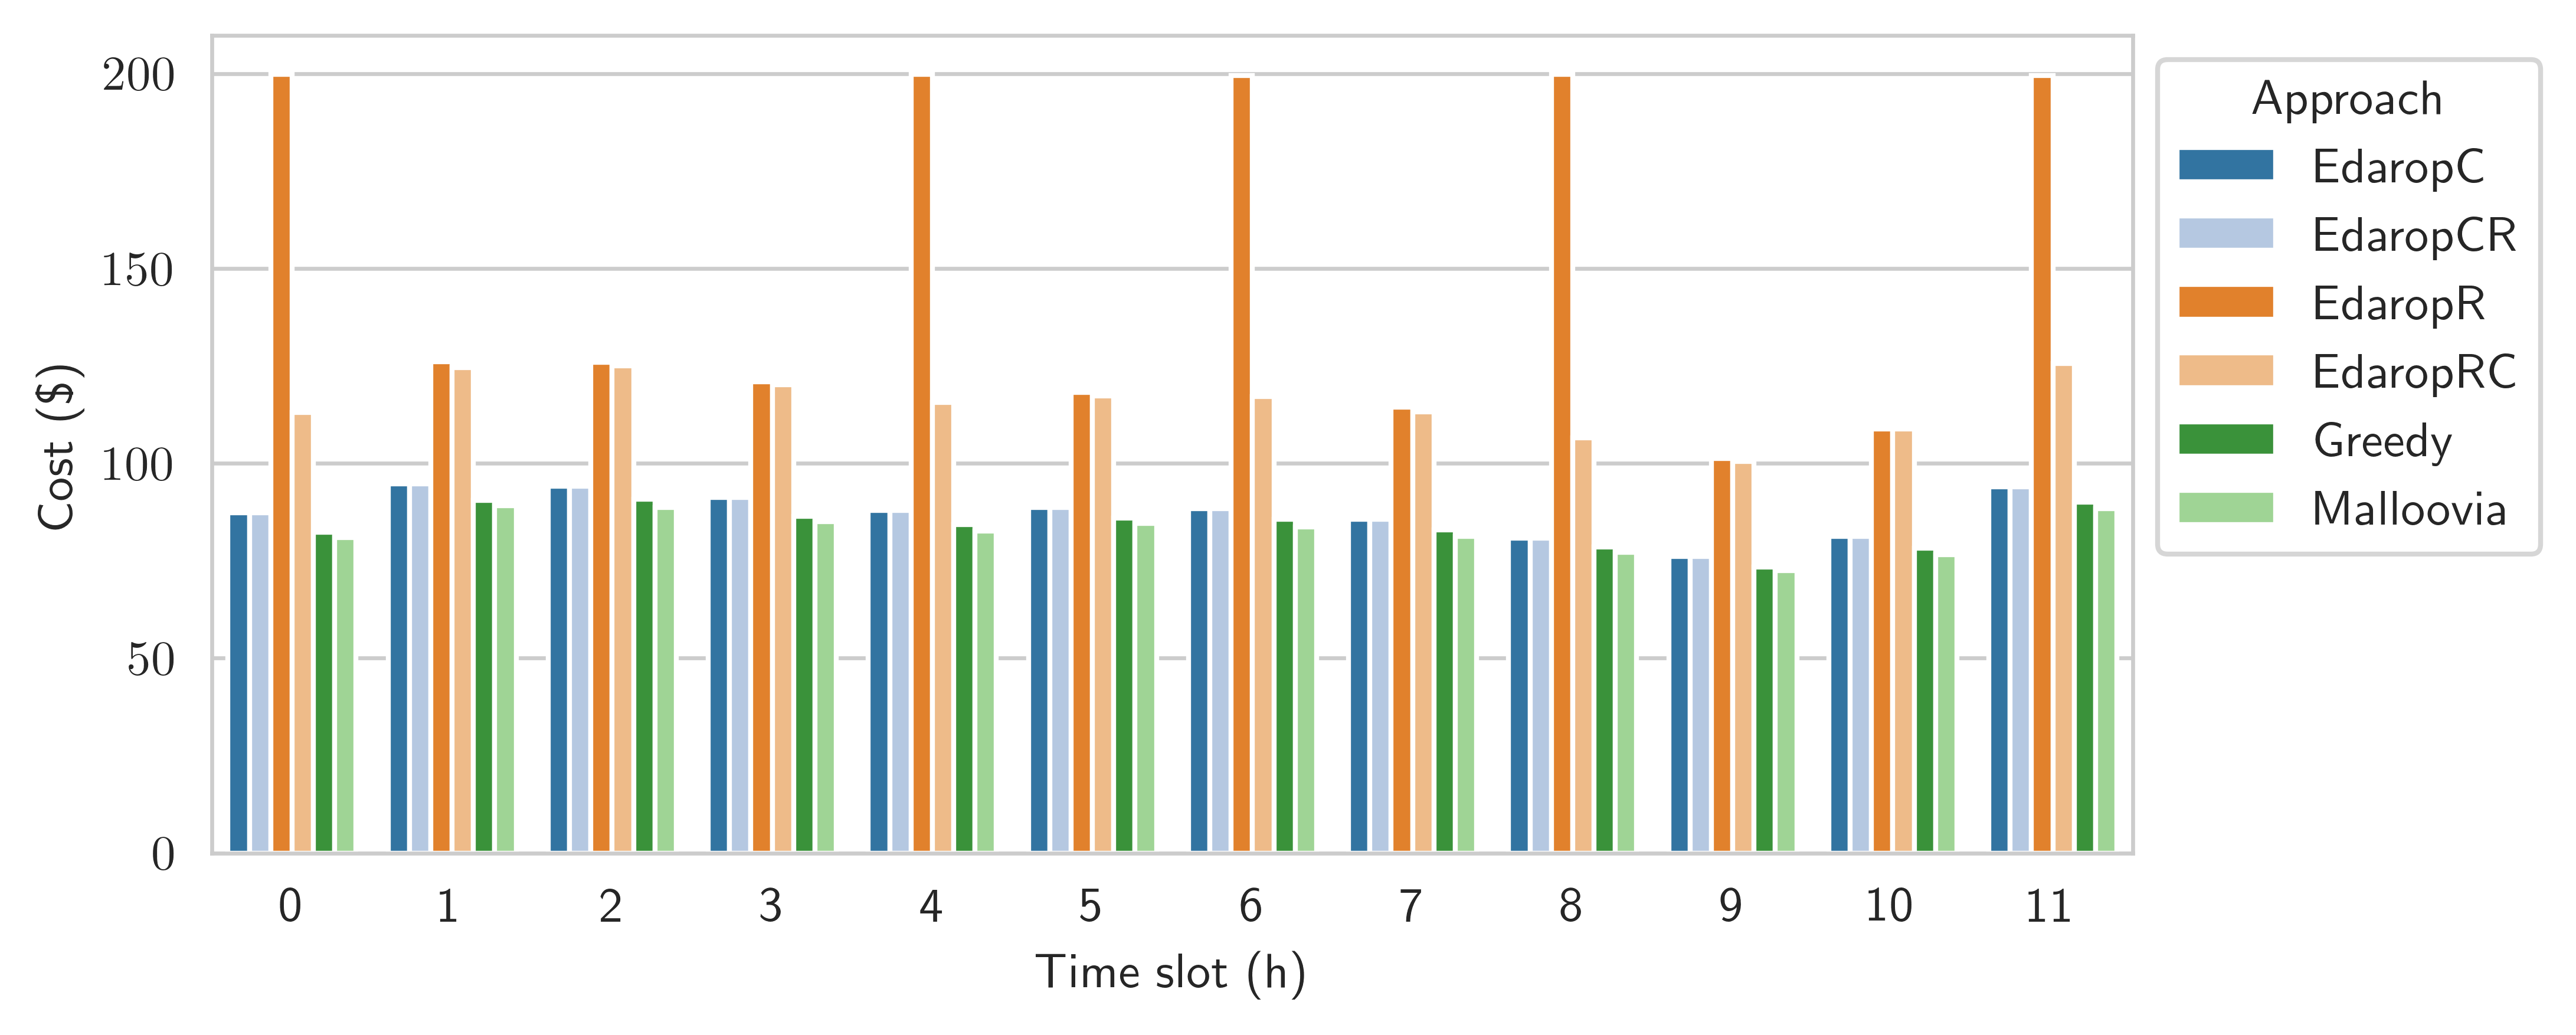 200
150
100
50
0
Cost ($)
0 1 2 3 4 5 6 7 8 9 10 11
Time slot (h)
Approach
EdaropC
EdaropCR
EdaropR
EdaropRC
Greedy
Malloovia